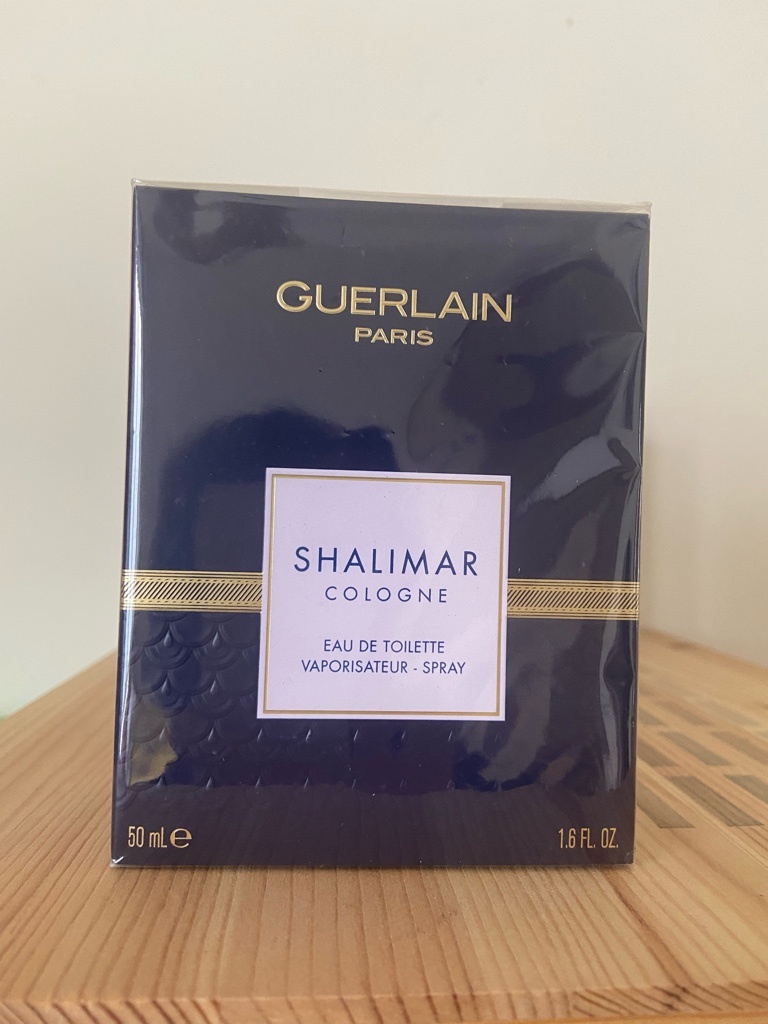 GUERLAIN
PARIS
SHALIMAR
COLOGNE
EAU DE TOILETTE
VAPORISATEUR - SPRAY
50 mL e
1.6 FL. OZ.